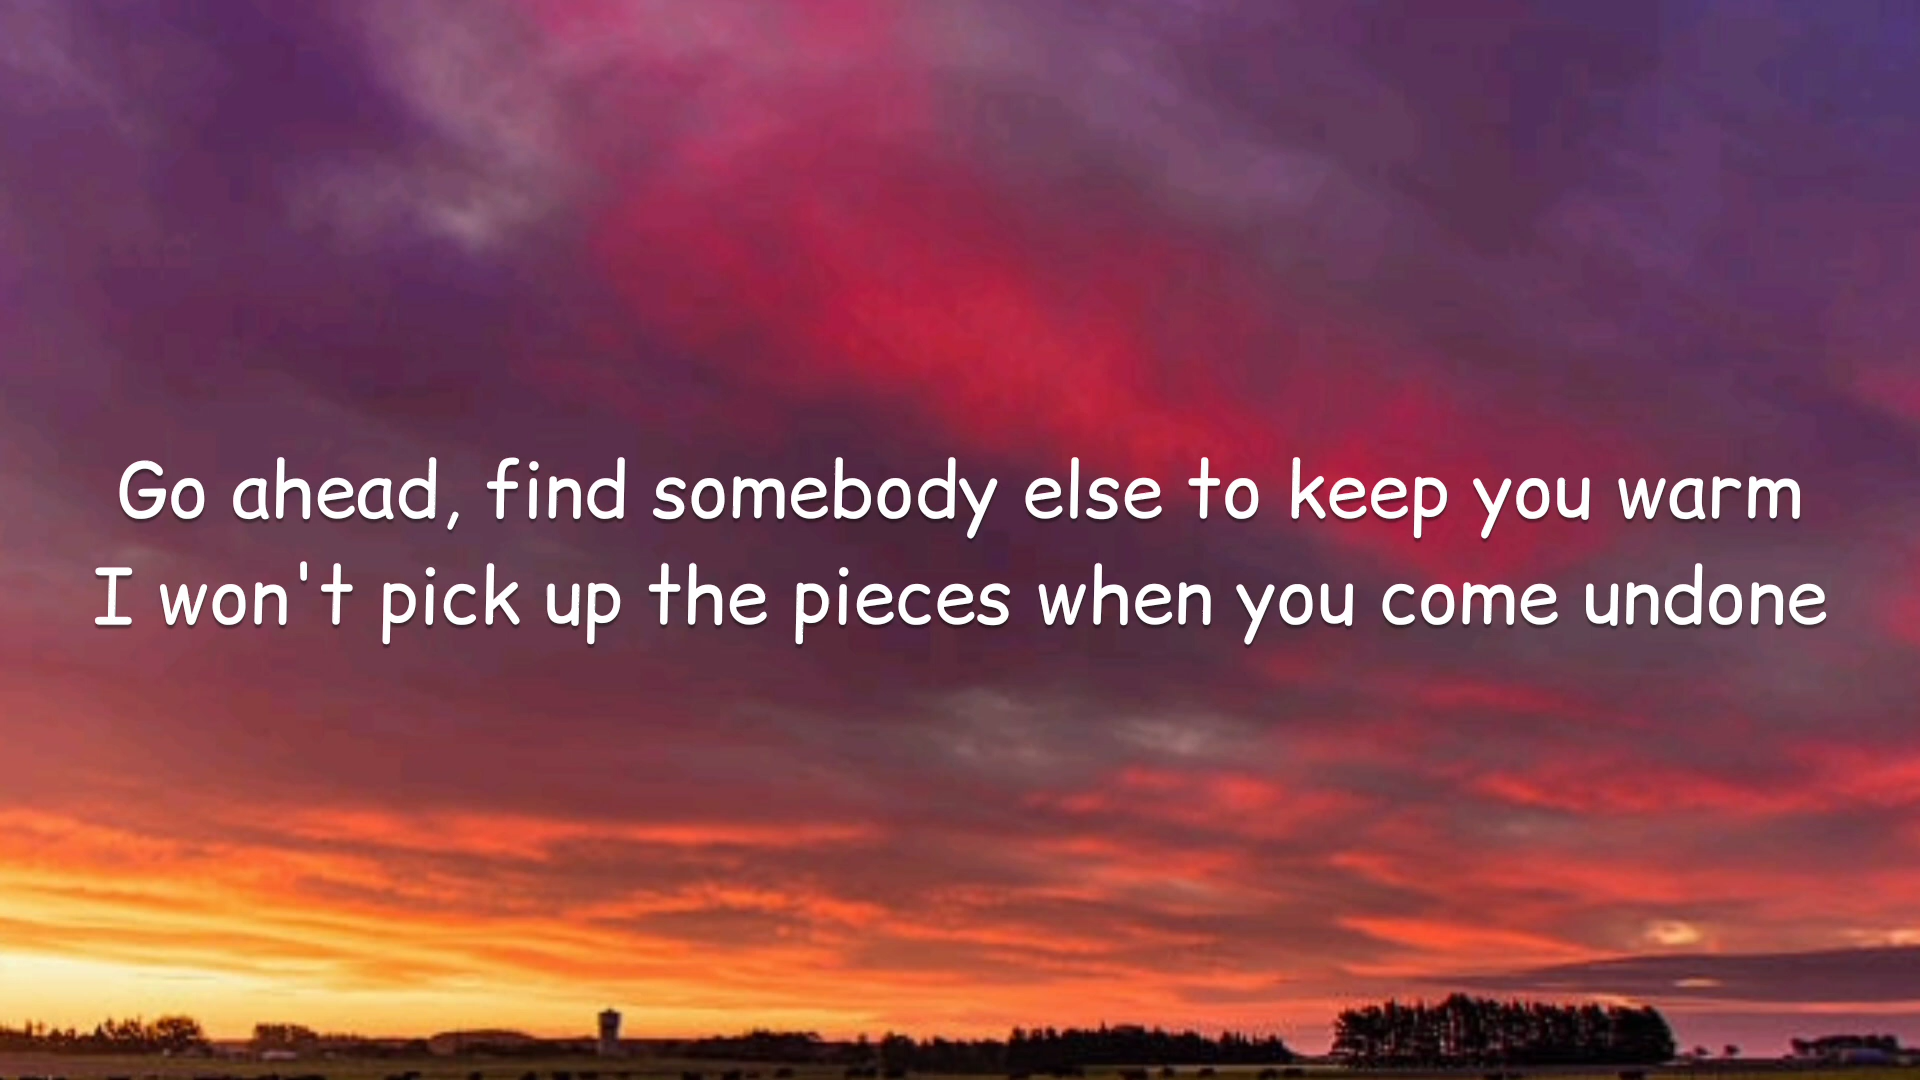 Go ahead, find somebody else to keep you warm
I won't pick up the pieces when you come undone